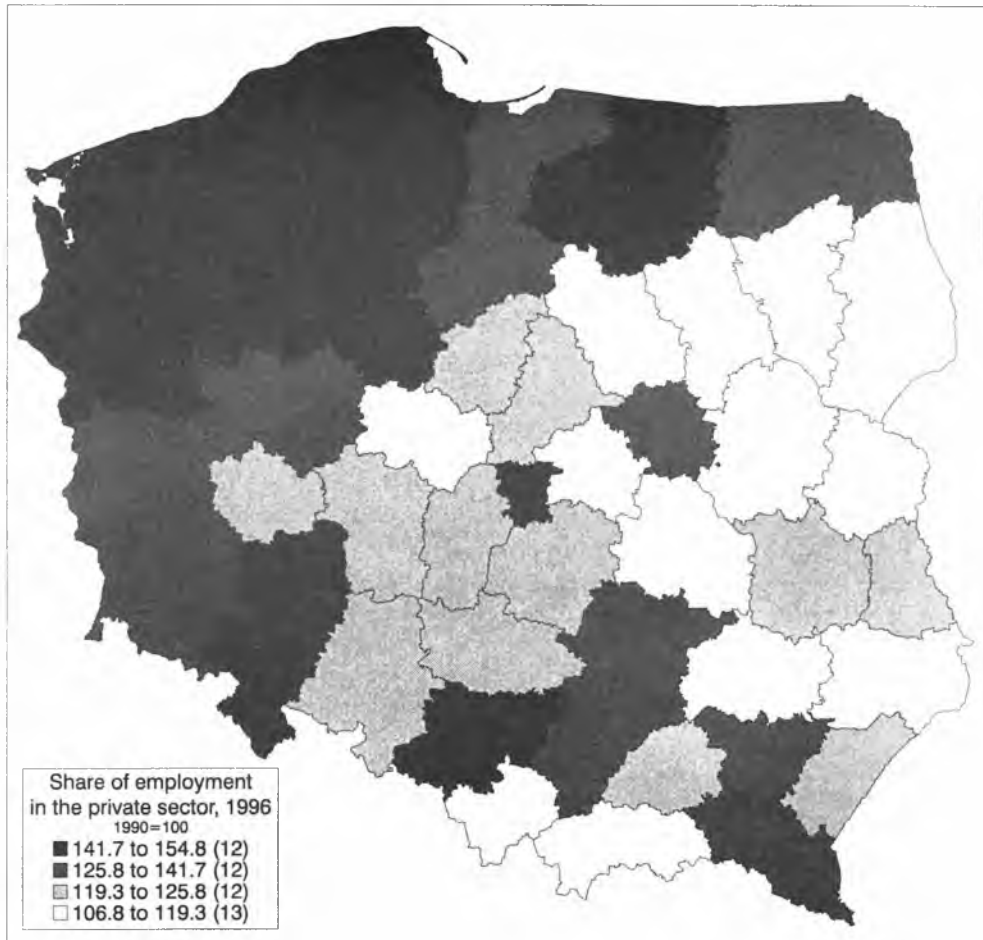 Share of employment
in the private sector, 1996
1990=100
141.7 to 154.8 (12)
125.8 to 141.7 (12)
119.3 to 125.8 (12)
106.8 to 119.3 (13)